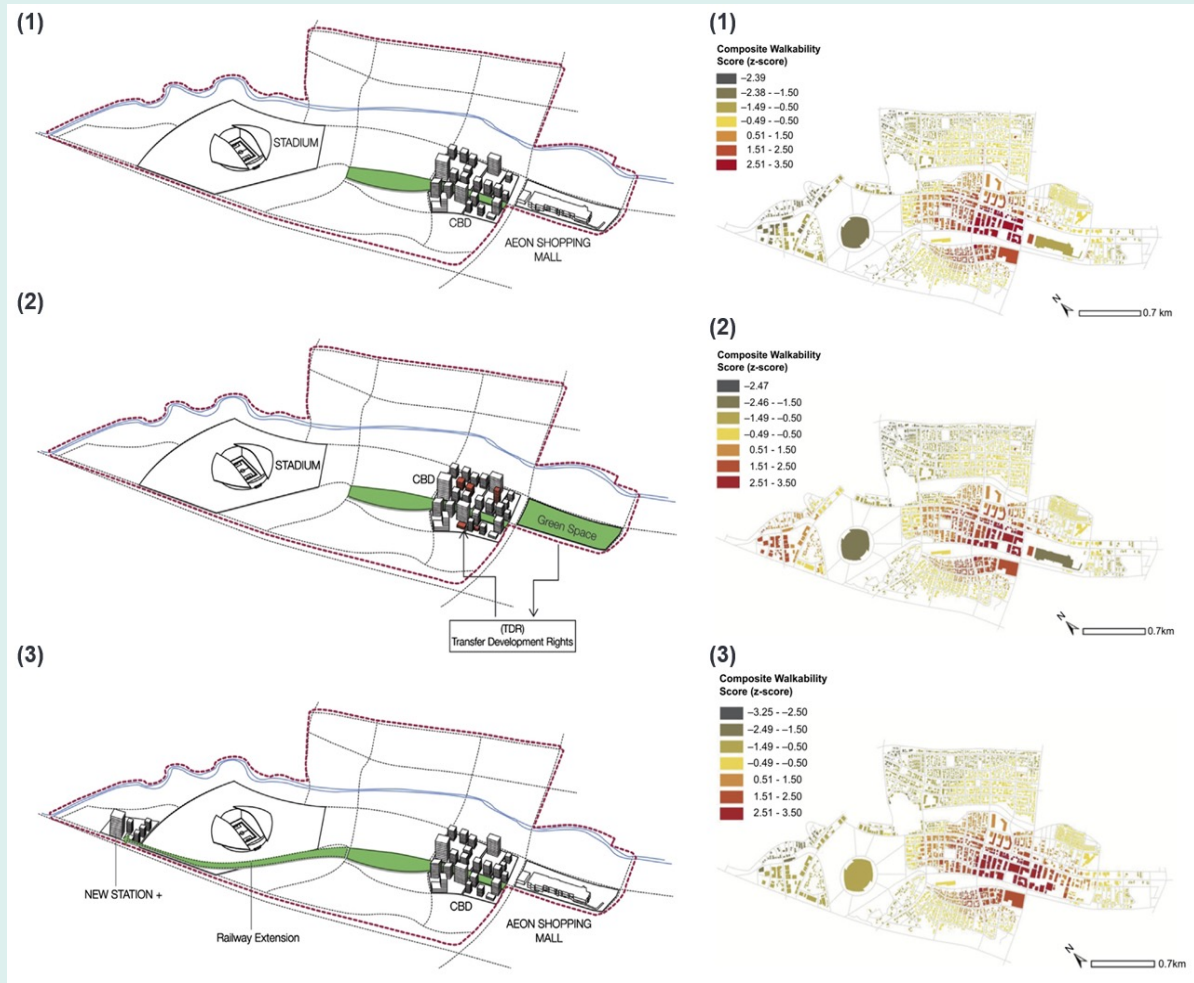 (1)
STADIUM
CBD
AEON SHOPPING
MALL
(1)
Composite Walkability
Score (z-score)
–2.39
–2.38 - –1.50
–1.49 - –0.50
–0.49 - –0.50
0.51 - 1.50
1.51 - 2.50
2.51 - 3.50
N
0.7 km
(2)
STADIUM
CBD
Green Space
(TDR)
Transfer Development Rights
(2)
Composite Walkability
Score (z-score)
–2.47
–2.46 - –1.50
–1.49 - –0.50
–0.49 - –0.50
0.51 - 1.50
1.51 - 2.50
2.51 - 3.50
N
0.7km
(3)
NEW STATION +
Railway Extension
CBD
AEON SHOPPING
MALL
(3)
Composite Walkability
Score (z-score)
–3.25 - –2.50
–2.49 - –1.50
–1.49 - –0.50
–0.49 - –0.50
0.51 - 1.50
1.51 - 2.50
2.51 - 3.50
N
0.7km